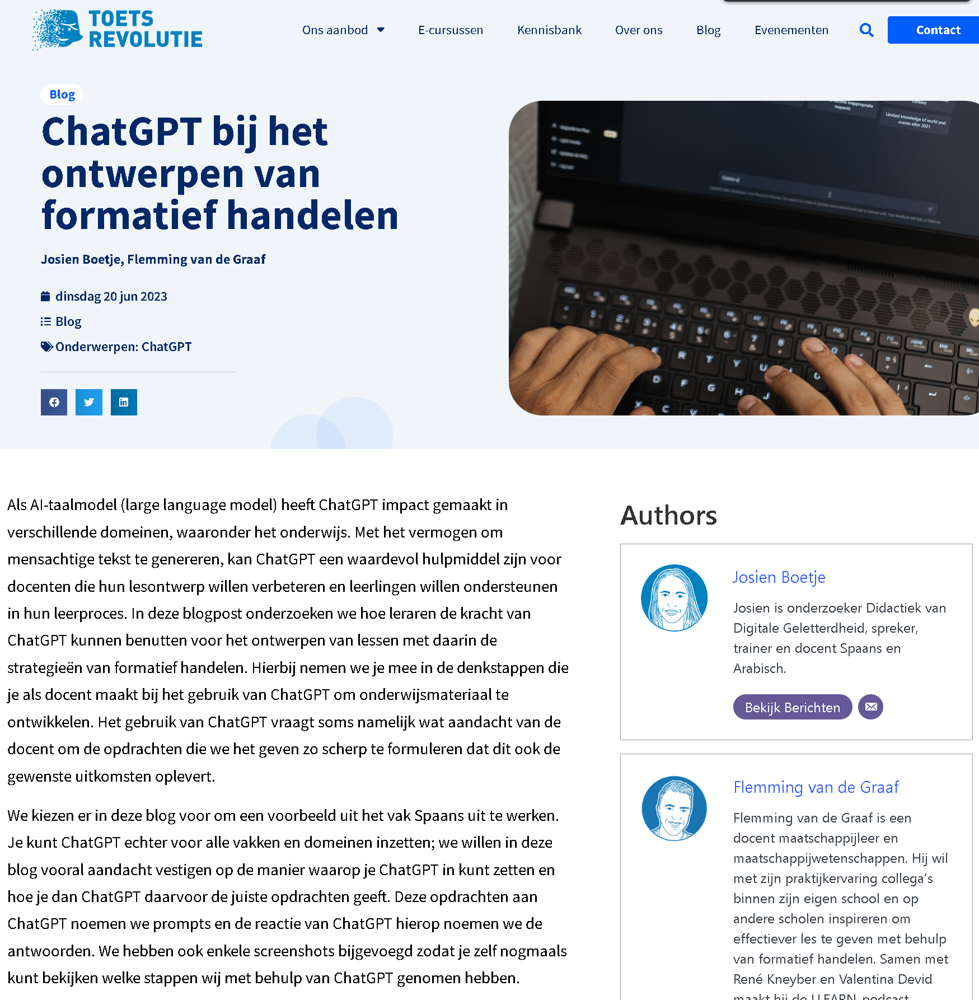 TOETS
REVOLUTIE
Ons aanbod
E-cursussen
Kennisbank
Over ons
Blog
Evenementen
Contact
Blog
ChatGPT bij het
ontwerpen van
formatief handelen
Josien Boetje, Flemming van de Graaf
dinsdag 20 jun 2023
Blog
Onderwerpen: ChatGPT
decline inappropriate
requests
content
Limited knowledge of world and
events after 2021
Als AI-taalmodel (large language model) heeft ChatGPT impact gemaakt in
verschillende domeinen, waaronder het onderwijs. Met het vermogen om
mensachtige tekst te genereren, kan ChatGPT een waardevol hulpmiddel zijn voor
docenten die hun lesontwerp willen verbeteren en leerlingen willen ondersteunen
in hun leerproces. In deze blogpost onderzoeken we hoe leraren de kracht van
ChatGPT kunnen benutten voor het ontwerpen van lessen met daarin de
strategieën van formatief handelen. Hierbij nemen we je mee in de denkstappen die
je als docent maakt bij het gebruik van ChatGPT om onderwijsmateriaal te
ontwikkelen. Het gebruik van ChatGPT vraagt soms namelijk wat aandacht van de
docent om de opdrachten die we het geven zo scherp te formuleren dat dit ook de
gewenste uitkomsten oplevert.
We kiezen er in deze blog voor om een voorbeeld uit het vak Spaans uit te werken.
Je kunt ChatGPT echter voor alle vakken en domeinen inzetten; we willen in deze
blog vooral aandacht vestigen op de manier waarop je ChatGPT in kunt zetten en
hoe je dan ChatGPT daarvoor de juiste opdrachten geeft. Deze opdrachten aan
ChatGPT noemen we prompts en de reactie van ChatGPT hierop noemen we de
antwoorden. We hebben ook enkele screenshots bijgevoegd zodat je zelf nogmaals
kunt bekijken welke stappen wij met behulp van ChatGPT genomen hebben.
Authors
Josien Boetje
Josien is onderzoeker Didactiek van
Digitale Geletterdheid, spreker,
trainer en docent Spaans en
Arabisch.
Bekijk Berichten
Flemming van de Graaf
Flemming van de Graaf is een
docent maatschappijleer en
maatschappijwetenschappen. Hij wil
met zijn praktijkervaring collega's
binnen zijn eigen school en op
andere scholen inspireren om
effectiever les te geven met behulp
van formatief handelen. Samen met
René Kneyber en Valentina Devid
maakt hij de LLEARN-podcast